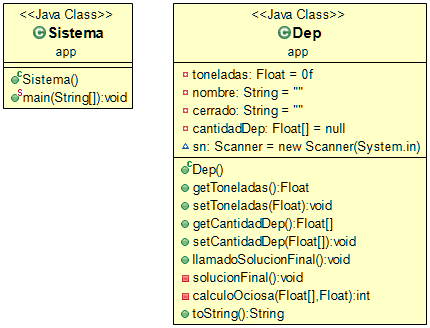 <<Java Class>>
Sistema
app
Sistema()
main(String[]):void
<<Java Class>>
Dep
app
toneladas: Float = 0f
nombre: String = ""
cerrado: String = ""
cantidadDep: Float[] = null
sn: Scanner = new Scanner(System.in)
Dep()
getToneladas():Float
setToneladas(Float):void
getCantidadDep():Float[]
setCantidadDep(Float[]):void
llamadoSolucionFinal():void
solucionFinal():void
calculoOciosa(Float[],Float):int
toString():String